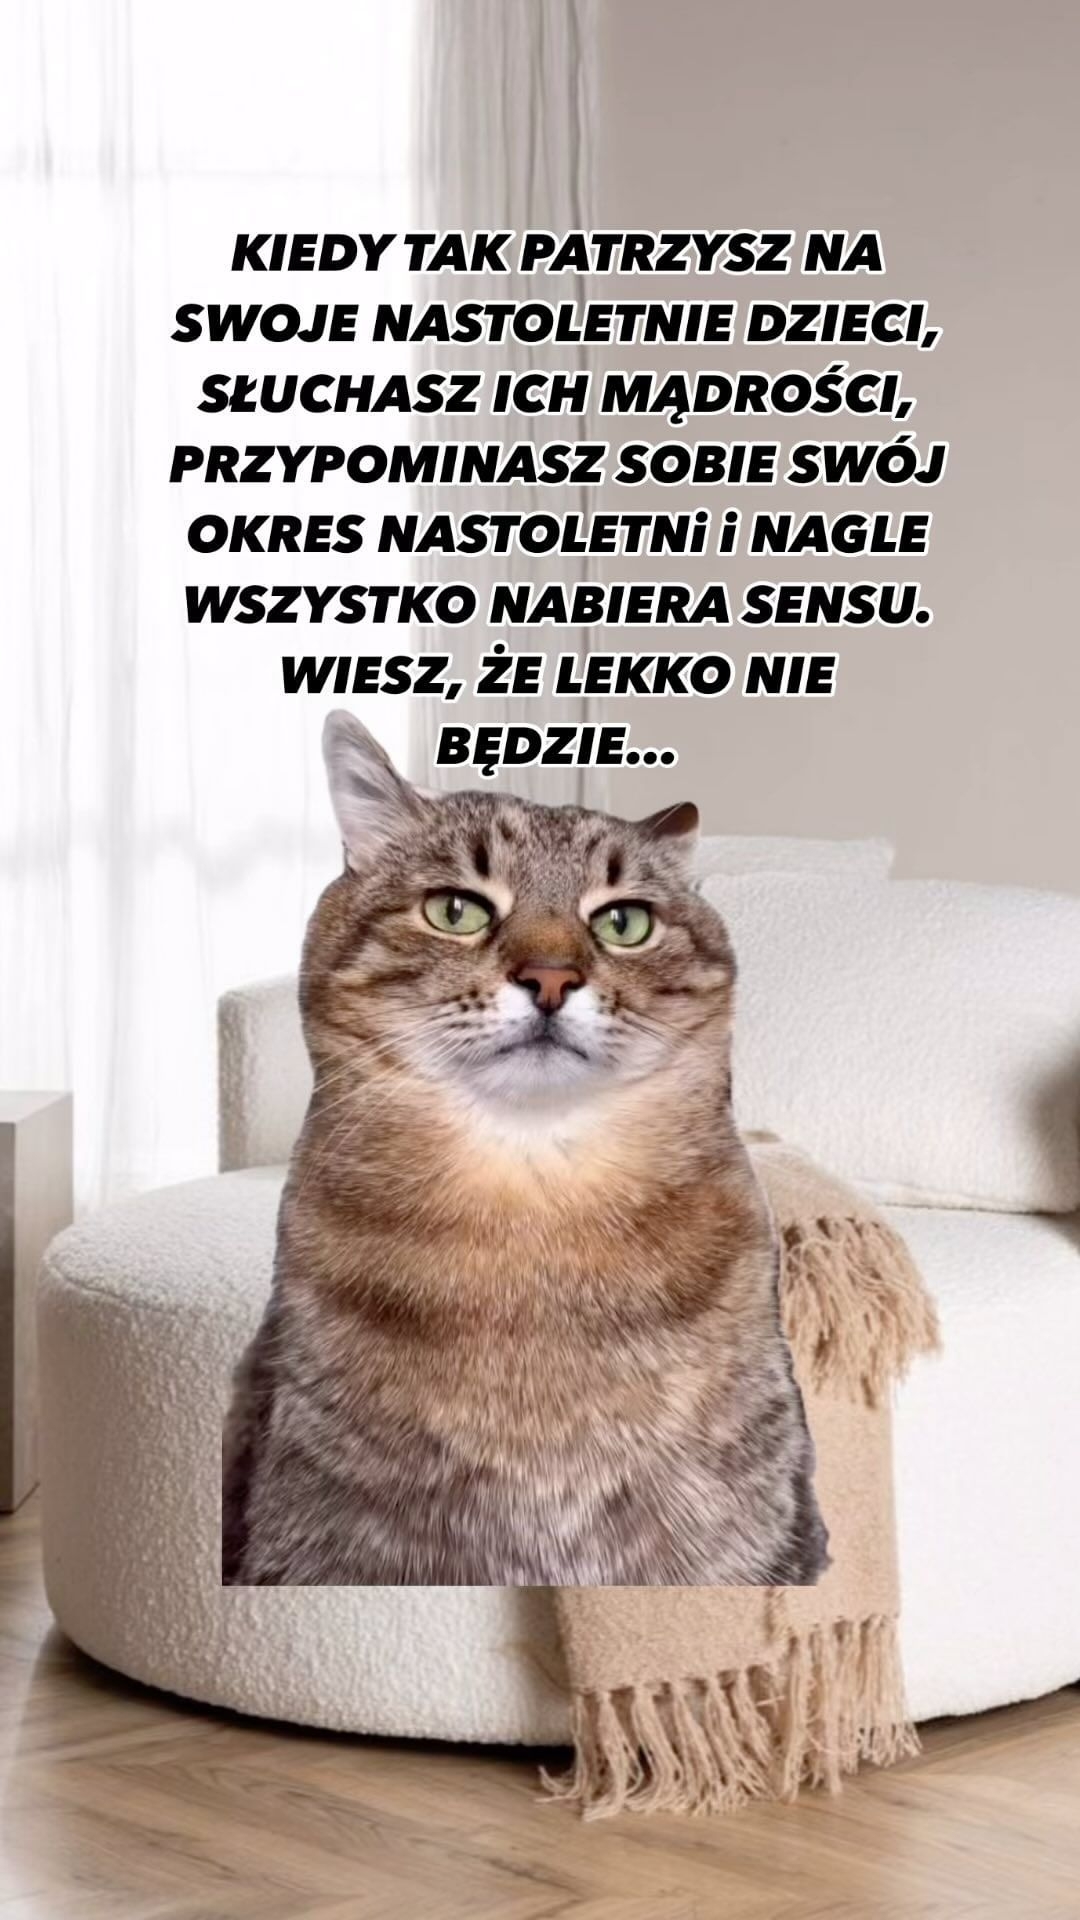 KIEDY TAK PATRZYSZ NA
SWOJE NASTOLETNIE DZIECI,
SŁUCHASZ ICH MĄDROŚCI,
PRZYPOMINASZ SOBIE SWÓJ
OKRES NASTOLETNi i NAGLE
WSZYSTKO NABIERA SENSU.
WIESZ, ŻE LEKKO NIE
BĘDZIE...